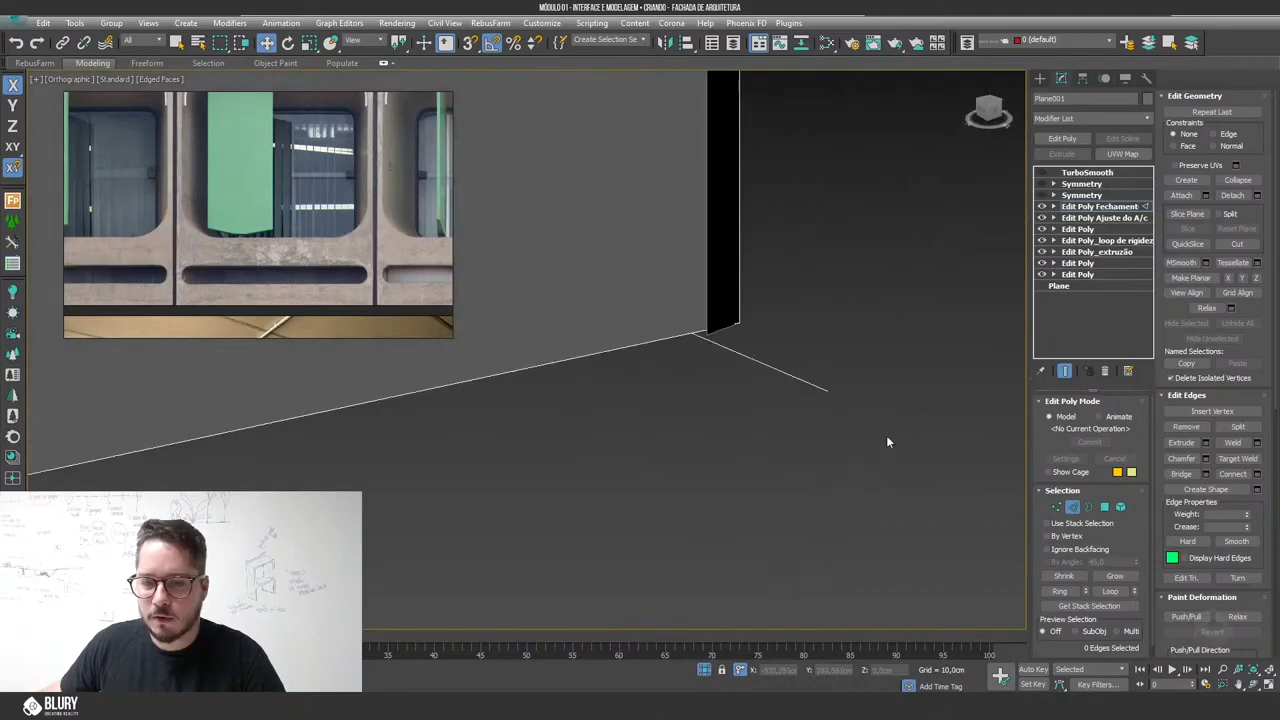 MÓDULO 01 - INTERFACE E MODELAGEM • CRIANDO - FACHADA DE ARQUITETURA
Edit Tools Group Views Create Modifiers Animation Graph Editors Rendering Civil View RebusFarm Customize Scripting Content Corona Help Phoenix FD Plugins
All View Create Selection Se 0 (default)
RebusFarm Modeling Freeform Selection Object Paint Populate
[+] [Orthographic] [Standard] [Edged Faces]
X
Y
Z
XY
Plane001
Modifier List
Edit Poly Edit Spline
Extrude UVW Map
TurboSmooth
Symmetry
Symmetry
Edit Poly Fechament
Edit Poly Ajuste do A/c
Edit Poly
Edit Poly_loop de rigidez
Edit Poly_extruzão
Edit Poly
Edit Poly
Plane
Edit Poly Mode
Model Animate
<No Current Operation>
Commit
Settings Cancel
Show Cage
Selection
Use Stack Selection
By Vertex
Ignore Backfacing
By Angle: 45,0
Shrink Grow
Ring Loop
Get Stack Selection
Preview Selection
Off SubObj Multi
0 Edges Selected
Edit Geometry
Repeat Last
Constraints
None Edge
Face Normal
Preserve UVs
Create Collapse
Attach Detach
Slice Plane Split
Slice Reset Plane
QuickSlice Cut
MSmooth Tessellate
Make Planar X Y Z
View Align Grid Align
Relax
Hide Selected Unhide All
Hide Unselected
Named Selections:
Copy Paste
Delete Isolated Vertices
Edit Edges
Insert Vertex
Remove Split
Extrude Weld
Chamfer Target Weld
Bridge Connect
Create Shape
Edge Properties
Weight:
Crease:
Hard Smooth
Display Hard Edges
Edit Tri. Turn
Paint Deformation
Push/Pull Relax
Revert
Push/Pull Direction
35 40 45 50 55 60 65 70 75 80 85 90 95 100
X: Y: Z: 0,0cm Grid = 10,0cm
Add Time Tag
Auto Key Selected
Set Key Key Filters... 0
BLURY
CREATING REALITY